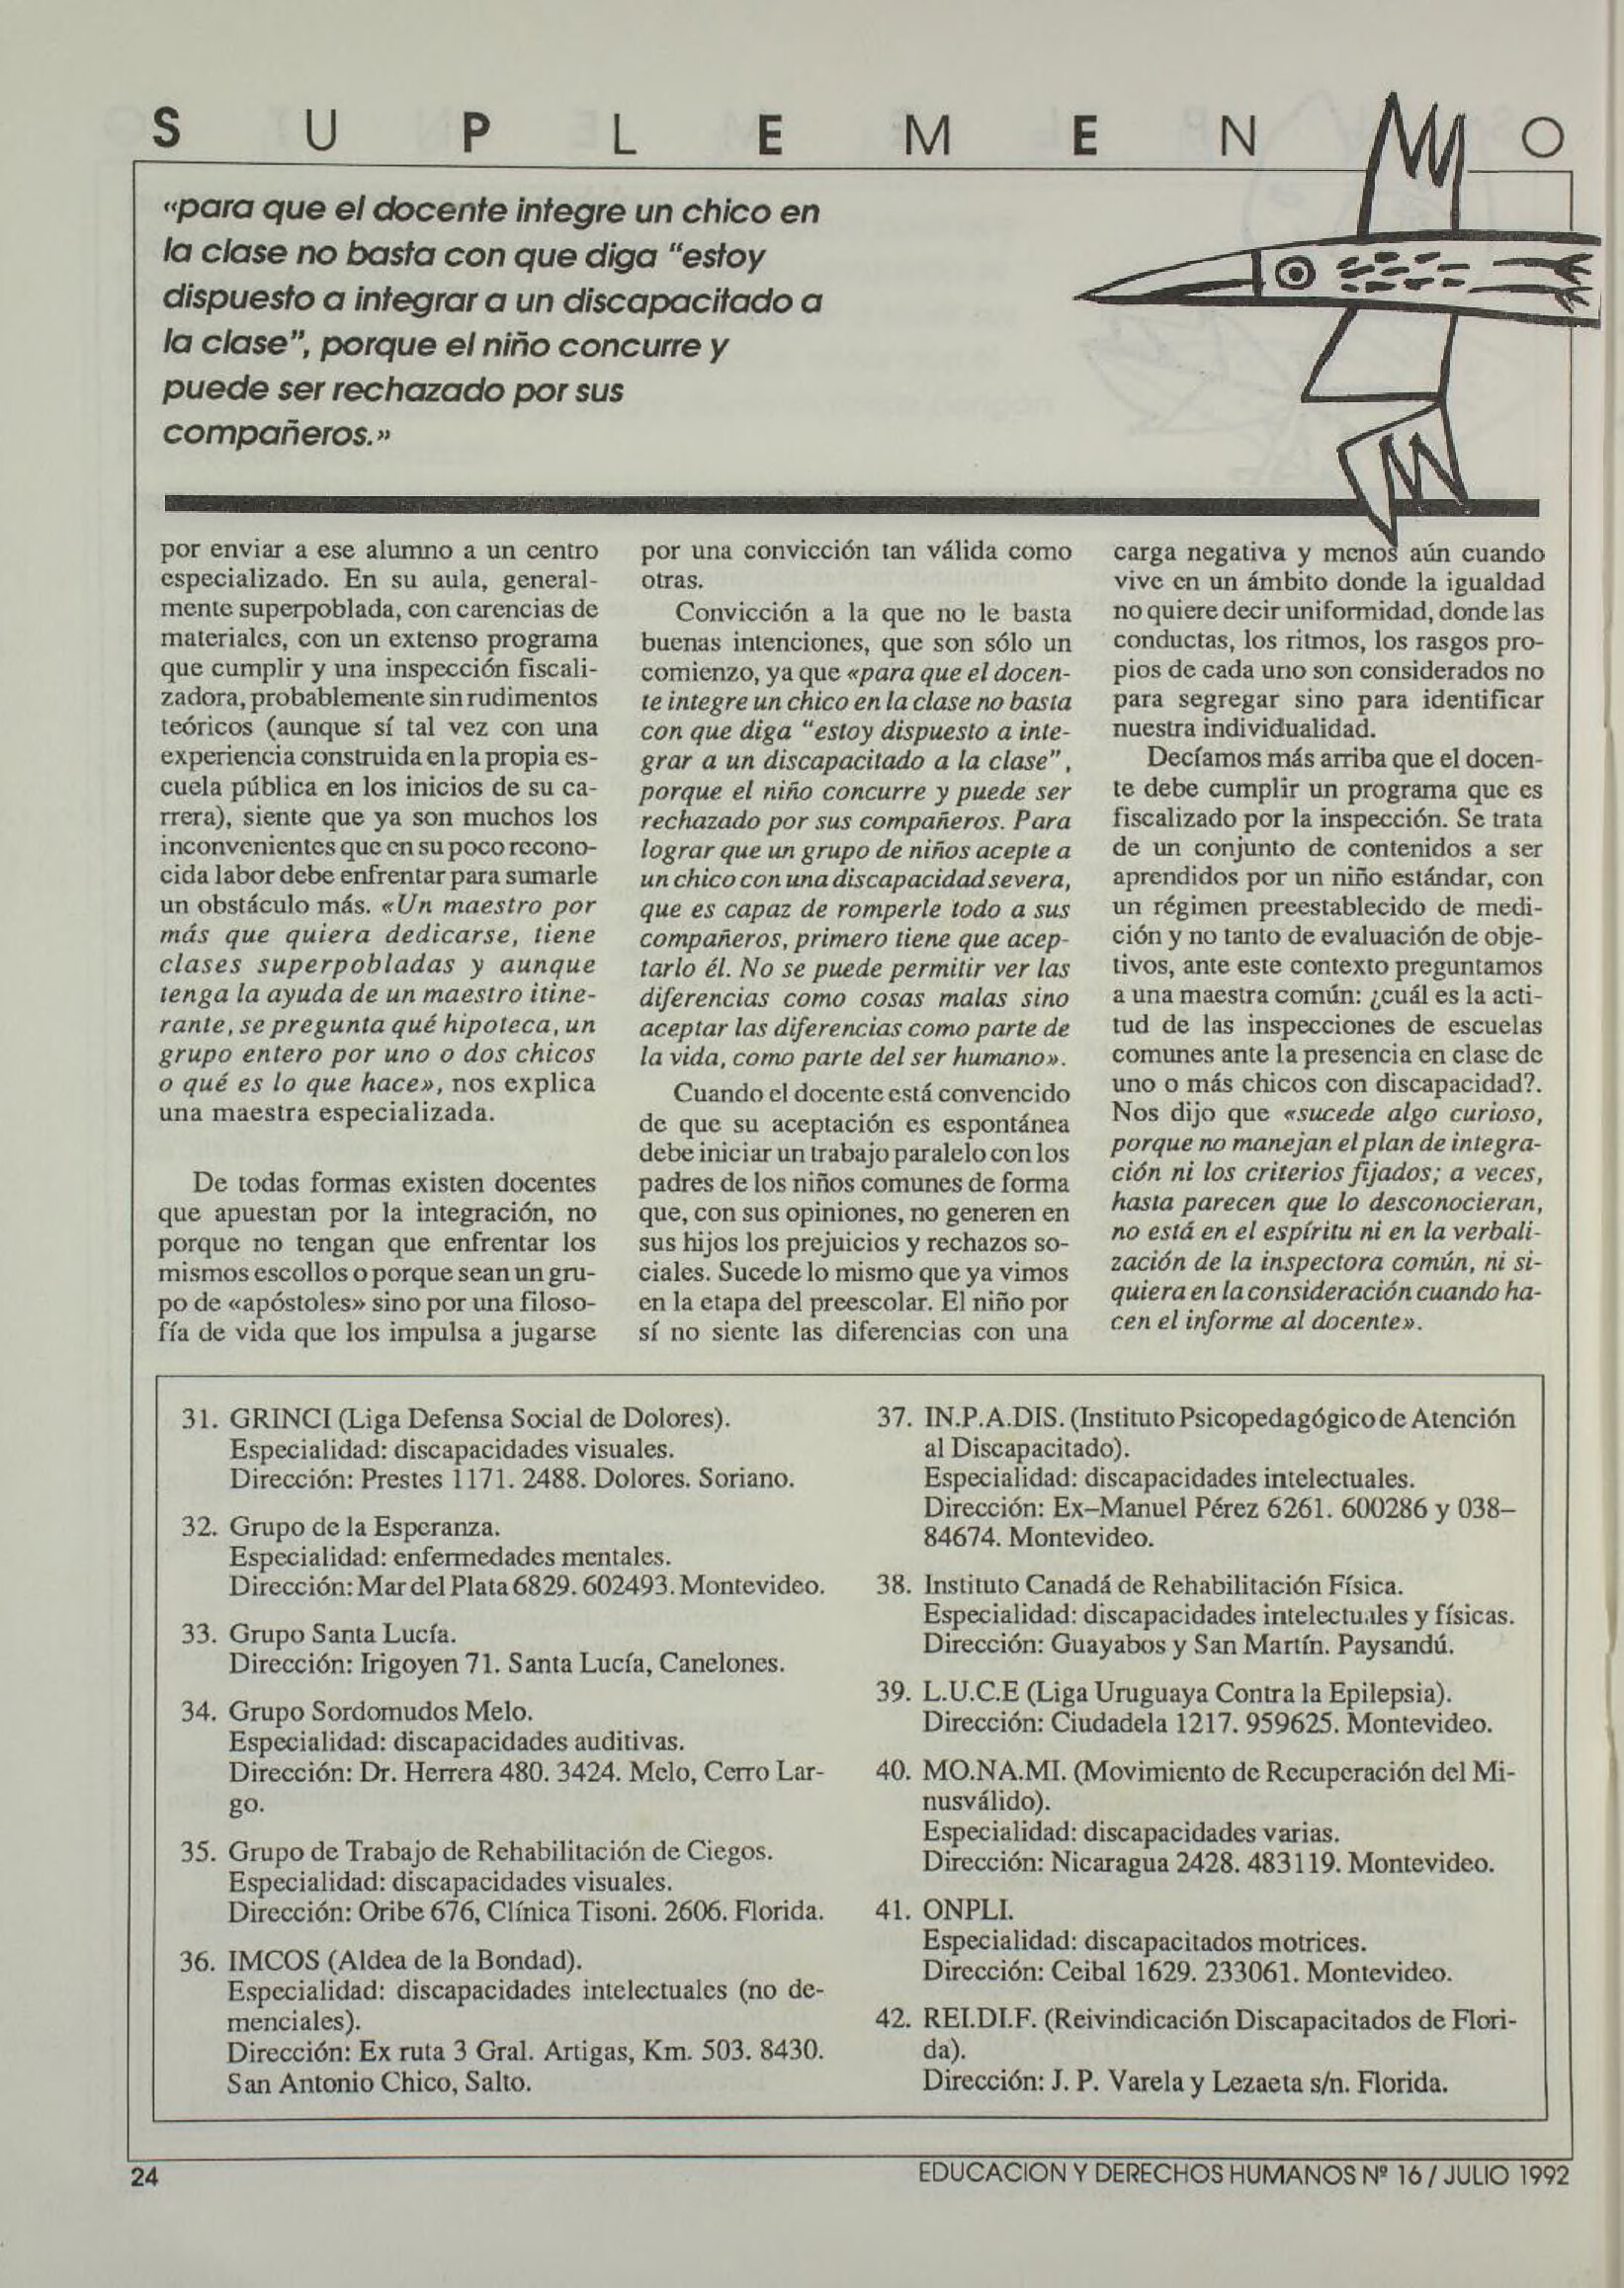 S U P L E M E N O
«para que el docente integre un chico en
la clase no basta con que diga "estoy
dispuesto a integrar a un discapacitado a
la clase", porque el niño concurre y
puede ser rechazado por sus
compañeros.»
por enviar a ese alumno a un centro
especializado. En su aula, general-
mente superpoblada, con carencias de
materiales, con un extenso programa
que cumplir y una inspección fiscali-
zadora, probablemente sin rudimentos
teóricos (aunque sí tal vez con una
experiencia construida en la propia es-
cuela pública en los inicios de su ca-
rrera), siente que ya son muchos los
inconvenientes que en su poco recono-
cida labor debe enfrentar para sumarle
un obstáculo más. «Un maestro por
más que quiera dedicarse, tiene
clases superpobladas y aunque
tenga la ayuda de un maestro itine-
rante, se pregunta qué hipoteca, un
grupo entero por uno o dos chicos
o qué es lo que hace», nos explica
una maestra especializada.
De todas formas existen docentes
que apuestan por la integración, no
porque no tengan que enfrentar los
mismos escollos o porque sean un gru-
po de «apóstoles» sino por una filoso-
fía de vida que los impulsa a jugarse
por una convicción tan válida como
otras.
Convicción a la que no le basta
buenas intenciones, que son sólo un
comienzo, ya que «para que el docen-
te integre un chico en la clase no basta
con que diga "estoy dispuesto a inte-
grar a un discapacitado a la clase",
porque el niño concurre y puede ser
rechazado por sus compañeros. Para
lograr que un grupo de niños acepte a
un chico con una discapacidad severa,
que es capaz de romperle todo a sus
compañeros, primero tiene que acep-
tarlo él. No se puede permitir ver las
diferencias como cosas malas sino
aceptar las diferencias como parte de
la vida, como parte del ser humano».
Cuando el docente está convencido
de que su aceptación es espontánea
debe iniciar un trabajo paralelo con los
padres de los niños comunes de forma
que, con sus opiniones, no generen en
sus hijos los prejuicios y rechazos so-
ciales. Sucede lo mismo que ya vimos
en la etapa del preescolar. El niño por
sí no siente las diferencias con una
carga negativa y menos aún cuando
vive en un ámbito donde la igualdad
no quiere decir uniformidad, donde las
conductas, los ritmos, los rasgos pro-
pios de cada uno son considerados no
para segregar sino para identificar
nuestra individualidad.
Decíamos más arriba que el docen-
te debe cumplir un programa que es
fiscalizado por la inspección. Se trata
de un conjunto de contenidos a ser
aprendidos por un niño estándar, con
un régimen preestablecido de medi-
ción y no tanto de evaluación de obje-
tivos, ante este contexto preguntamos
a una maestra común: ¿cuál es la acti-
tud de las inspecciones de escuelas
comunes ante la presencia en clase de
uno o más chicos con discapacidad?.
Nos dijo que «sucede algo curioso,
porque no manejan el plan de integra-
ción ni los criterios fijados; a veces,
hasta parecen que lo desconocieran,
no está en el espíritu ni en la verbali-
zación de la inspectora común, ni si-
quiera en la consideración cuando ha-
cen el informe al docente».
31. GRINCI (Liga Defensa Social de Dolores).
Especialidad: discapacidades visuales.
Dirección: Prestes 1171. 2488. Dolores. Soriano.
32. Grupo de la Esperanza.
Especialidad: enfermedades mentales.
Dirección: Mar del Plata 6829. 602493. Montevideo.
33. Grupo Santa Lucía.
Dirección: Irigoyen 71. Santa Lucía, Canelones.
34. Grupo Sordomudos Melo.
Especialidad: discapacidades auditivas.
Dirección: Dr. Herrera 480. 3424. Melo, Cerro Lar-
go.
35. Grupo de Trabajo de Rehabilitación de Ciegos.
Especialidad: discapacidades visuales.
Dirección: Oribe 676, Clínica Tisoni. 2606. Florida.
36. IMCOS (Aldea de la Bondad).
Especialidad: discapacidades intelectuales (no de-
menciales).
Dirección: Ex ruta 3 Gral. Artigas, Km. 503. 8430.
San Antonio Chico, Salto.
37. IN.P.A.DIS. (Instituto Psicopedagógico de Atención
al Discapacitado).
Especialidad: discapacidades intelectuales.
Dirección: Ex–Manuel Pérez 6261. 600286 y 038–
84674. Montevideo.
38. Instituto Canadá de Rehabilitación Física.
Especialidad: discapacidades intelectuales y físicas.
Dirección: Guayabos y San Martín. Paysandú.
39. L.U.C.E (Liga Uruguaya Contra la Epilepsia).
Dirección: Ciudadela 1217. 959625. Montevideo.
40. MO.NA.MI. (Movimiento de Recuperación del Mi-
nusválido).
Especialidad: discapacidades varias.
Dirección: Nicaragua 2428. 483119. Montevideo.
41. ONPLI.
Especialidad: discapacitados motrices.
Dirección: Ceibal 1629. 233061. Montevideo.
42. REI.DI.F. (Reivindicación Discapacitados de Flori-
da).
Dirección: J. P. Varela y Lezaeta s/n. Florida.
24
EDUCACION Y DERECHOS HUMANOS Nº 16 / JULIO 1992